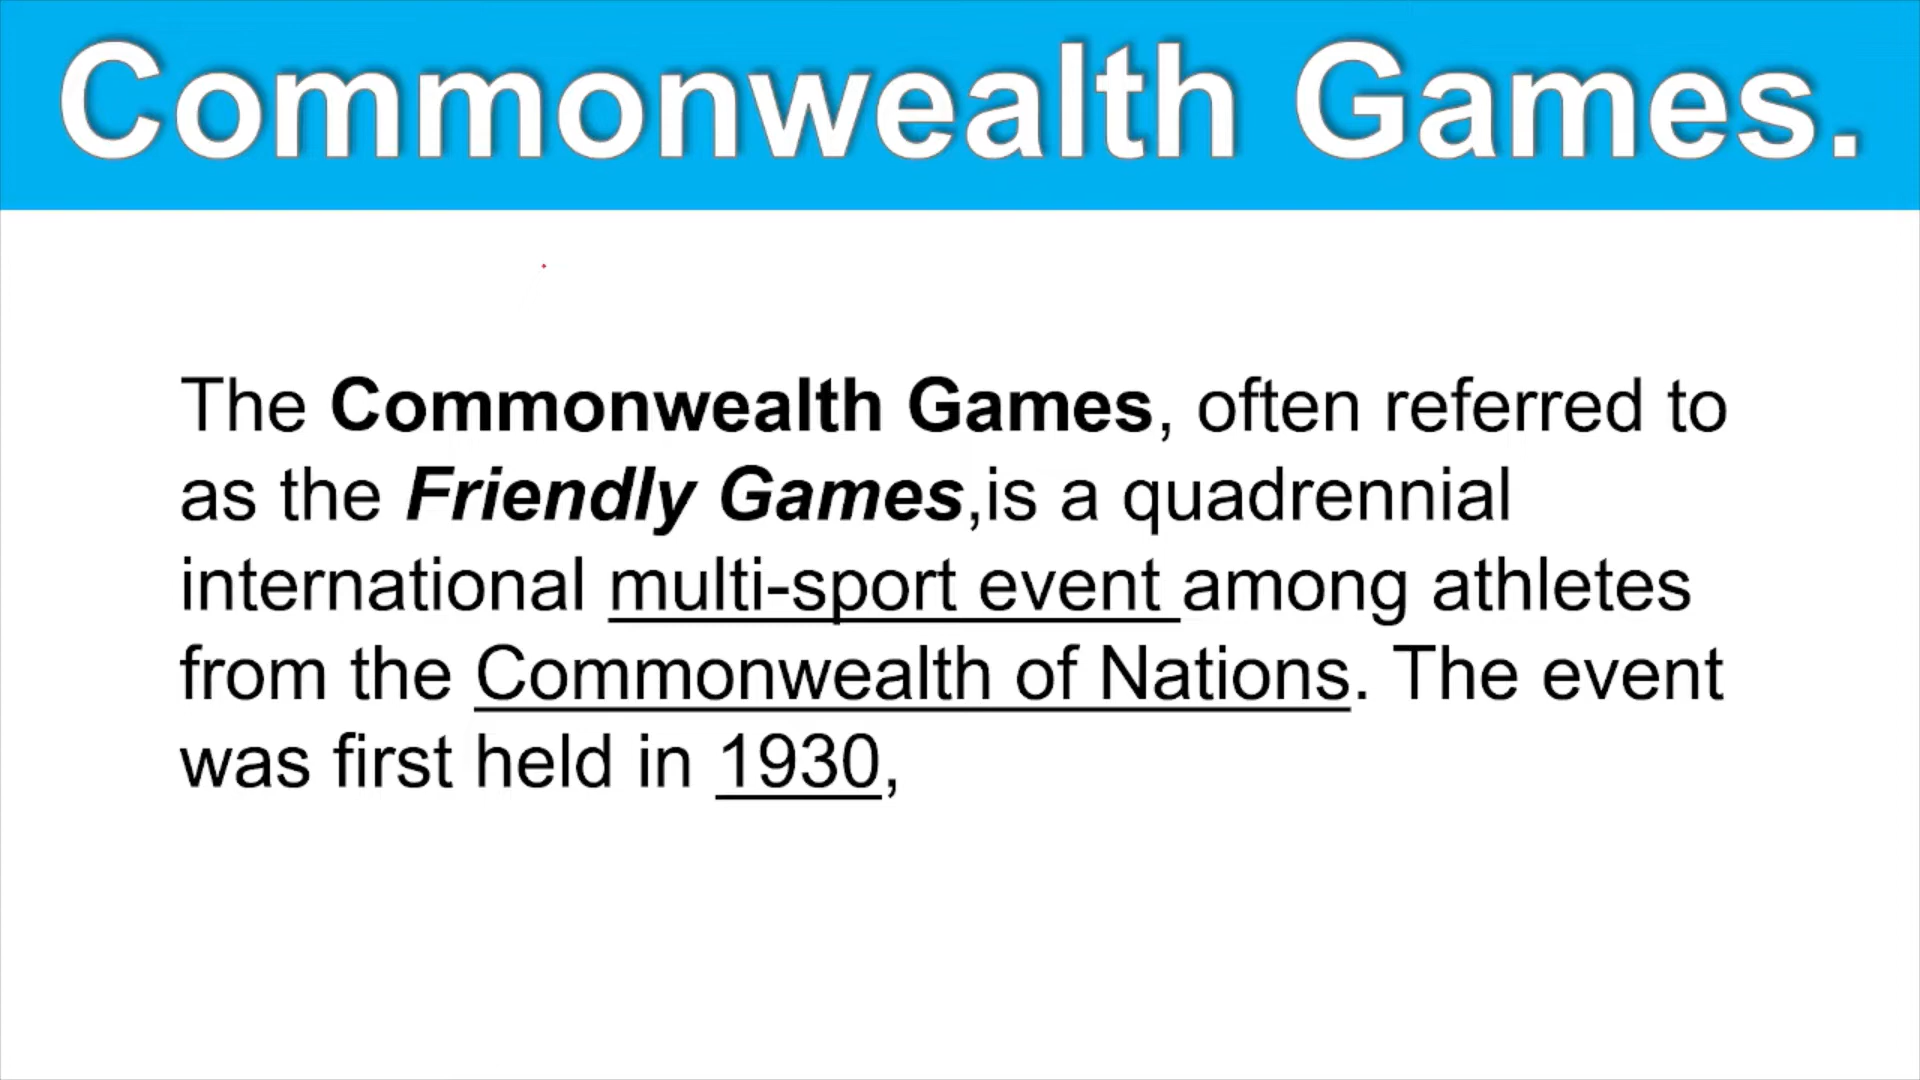 Commonwealth Games.
The Commonwealth Games, often referred to
as the Friendly Games,is a quadrennial
international multi-sport event among athletes
from the Commonwealth of Nations. The event
was first held in 1930,